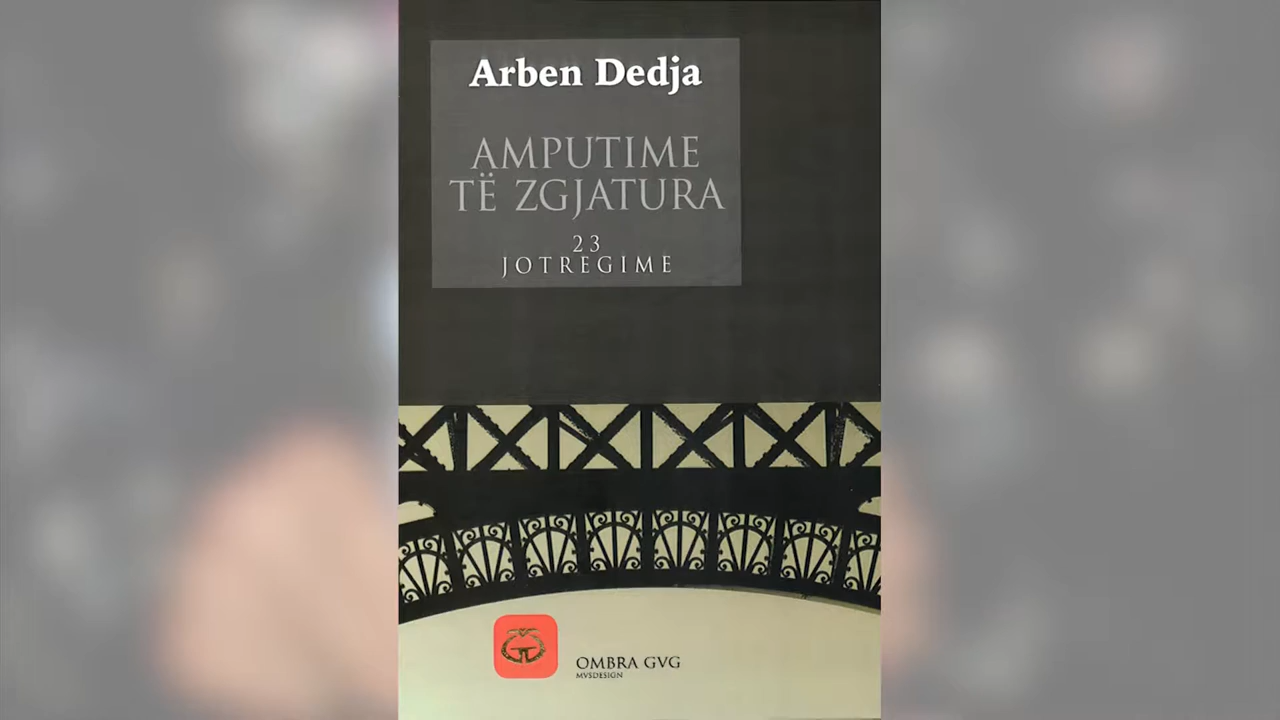 Arben Dedja
AMPUTIME
TË ZGJATURA
23
JOTREGIME
OMBRA GVG
MVSDESIGN